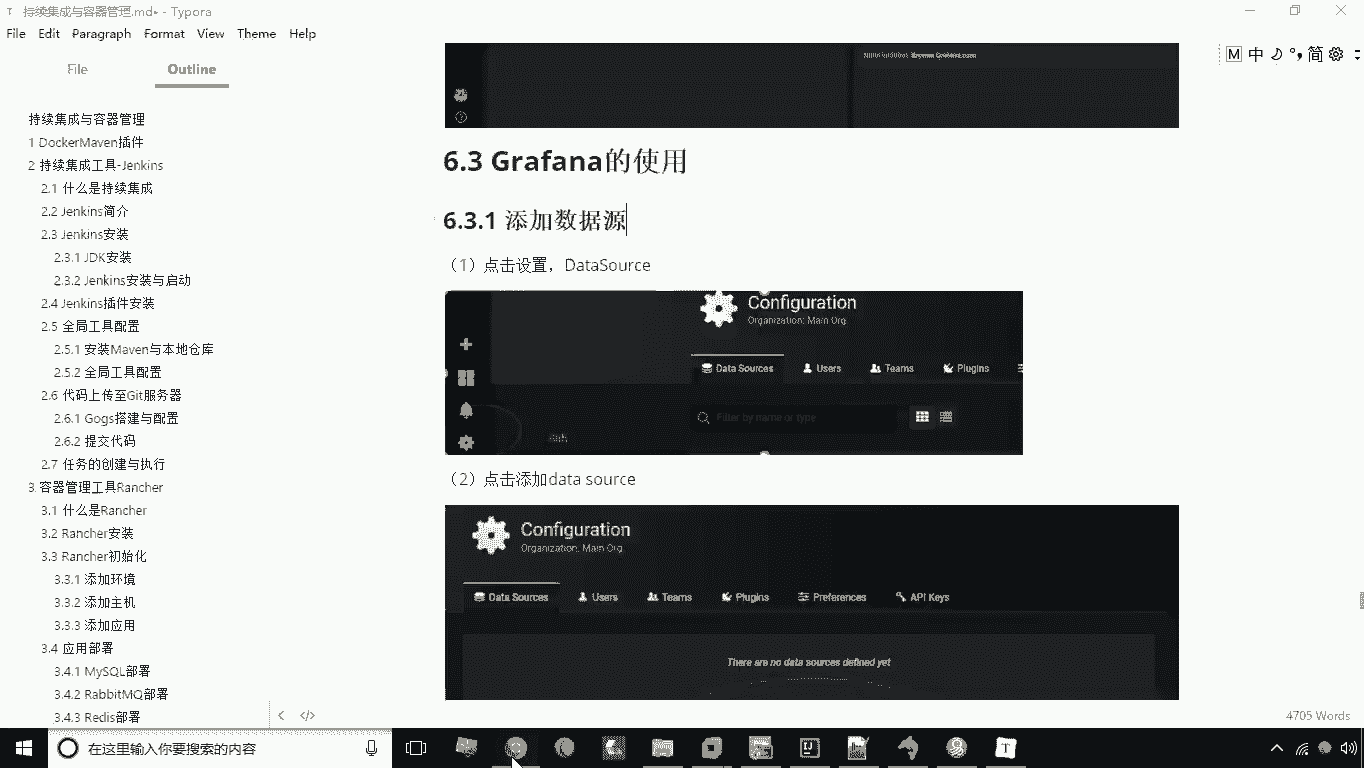 持续集成与容器管理.md• - Typora
File Edit Paragraph Format View Theme Help
M 中 简
File Outline
持续集成与容器管理
1 DockerMaven插件
2 持续集成工具-Jenkins
2.1 什么是持续集成
2.2 Jenkins简介
2.3 Jenkins安装
2.3.1 JDK安装
2.3.2 Jenkins安装与启动
2.4 Jenkins插件安装
2.5 全局工具配置
2.5.1 安装Maven与本地仓库
2.5.2 全局工具配置
2.6 代码上传至Git服务器
2.6.1 Gogs搭建与配置
2.6.2 提交代码
2.7 任务的创建与执行
3. 容器管理工具Rancher
3.1 什么是Rancher
3.2 Rancher安装
3.3 Rancher初始化
3.3.1 添加环境
3.3.2 添加主机
3.3.3 添加应用
3.4 应用部署
3.4.1 MySQL部署
3.4.2 RabbitMQ部署
3.4.3 Redis部署
6.3 Grafana的使用
6.3.1 添加数据源
（1）点击设置，DataSource
Configuration
Organization: Main Org.
Data Sources Users Teams Plugins
Filter by name or type
（2）点击添加data source
Configuration
Organization: Main Org.
Data Sources Users Teams Plugins Preferences API Keys
There are no data sources defined yet
4705 Words
在这里输入你要搜索的内容